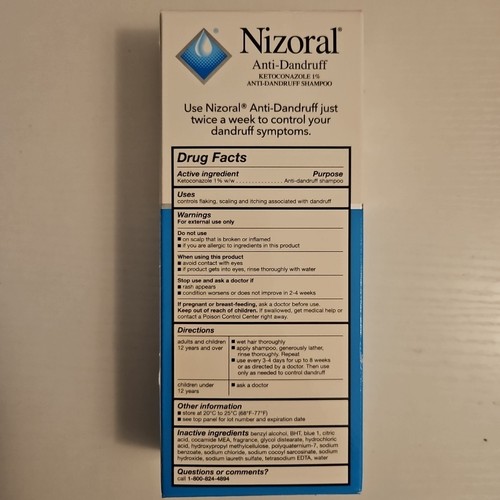 Nizoral®
Anti-Dandruff
KETOCONAZOLE 1%
ANTI-DANDRUFF SHAMPOO
Use Nizoral® Anti-Dandruff just
twice a week to control your
dandruff symptoms.
Drug Facts
Active ingredient Purpose
Ketoconazole 1% w/w Anti-dandruff shampoo
Uses
controls flaking, scaling and itching associated with dandruff
Warnings
For external use only
Do not use
■ on scalp that is broken or inflamed
■ if you are allergic to ingredients in this product
When using this product
■ avoid contact with eyes
■ if product gets into eyes, rinse thoroughly with water
Stop use and ask a doctor if
■ rash appears
■ condition worsens or does not improve in 2-4 weeks
If pregnant or breast-feeding, ask a doctor before use.
Keep out of reach of children. If swallowed, get medical help or
contact a Poison Control Center right away.
Directions
adults and children ■ wet hair thoroughly
12 years and over ■ apply shampoo, generously lather,
rinse thoroughly. Repeat
■ use every 3-4 days for up to 8 weeks
or as directed by a doctor. Then use
only as needed to control dandruff
children under ■ ask a doctor
12 years
Other information
■ store at 20°C to 25°C (68°F-77°F)
■ see top panel for lot number and expiration date
Inactive ingredients benzyl alcohol, BHT, blue 1, citric
acid, cocamide MEA, fragrance, glycol distearate, hydrochloric
acid, hydroxypropyl methylcellulose, polyquaternium-7, sodium
benzoate, sodium chloride, sodium cocoyl sarcosinate, sodium
hydroxide, sodium laureth sulfate, tetrasodium EDTA, water
Questions or comments?
call 1-800-824-4894